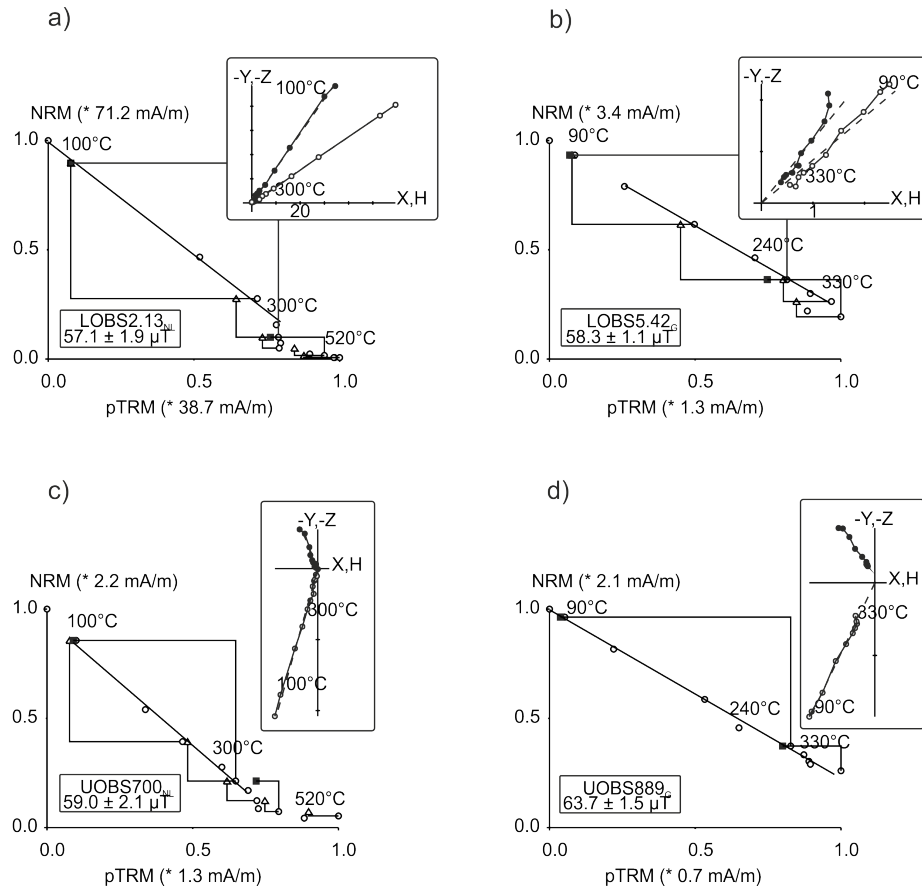 a)
-Y,-Z
100°C
300°C
20
X,H
NRM (* 71.2 mA/m)
1.0
100°C
0.5
300°C
520°C
LOBS2.13NL
57.1 ± 1.9 µT
0.0
0.0
0.5
1.0
pTRM (* 38.7 mA/m)
b)
-Y,-Z
90°C
330°C
1
X,H
NRM (* 3.4 mA/m)
1.0
90°C
0.5
240°C
330°C
LOBS5.42G
58.3 ± 1.1 µT
0.0
0.0
0.5
1.0
pTRM (* 1.3 mA/m)
c)
-Y,-Z
X,H
300°C
100°C
NRM (* 2.2 mA/m)
1.0
100°C
0.5
300°C
520°C
UOBS700NL
59.0 ± 2.1 µT
0.0
0.0
0.5
1.0
pTRM (* 1.3 mA/m)
d)
-Y,-Z
X,H
330°C
90°C
NRM (* 2.1 mA/m)
1.0
90°C
0.5
240°C
330°C
UOBS889G
63.7 ± 1.5 µT
0.0
0.0
0.5
1.0
pTRM (* 0.7 mA/m)